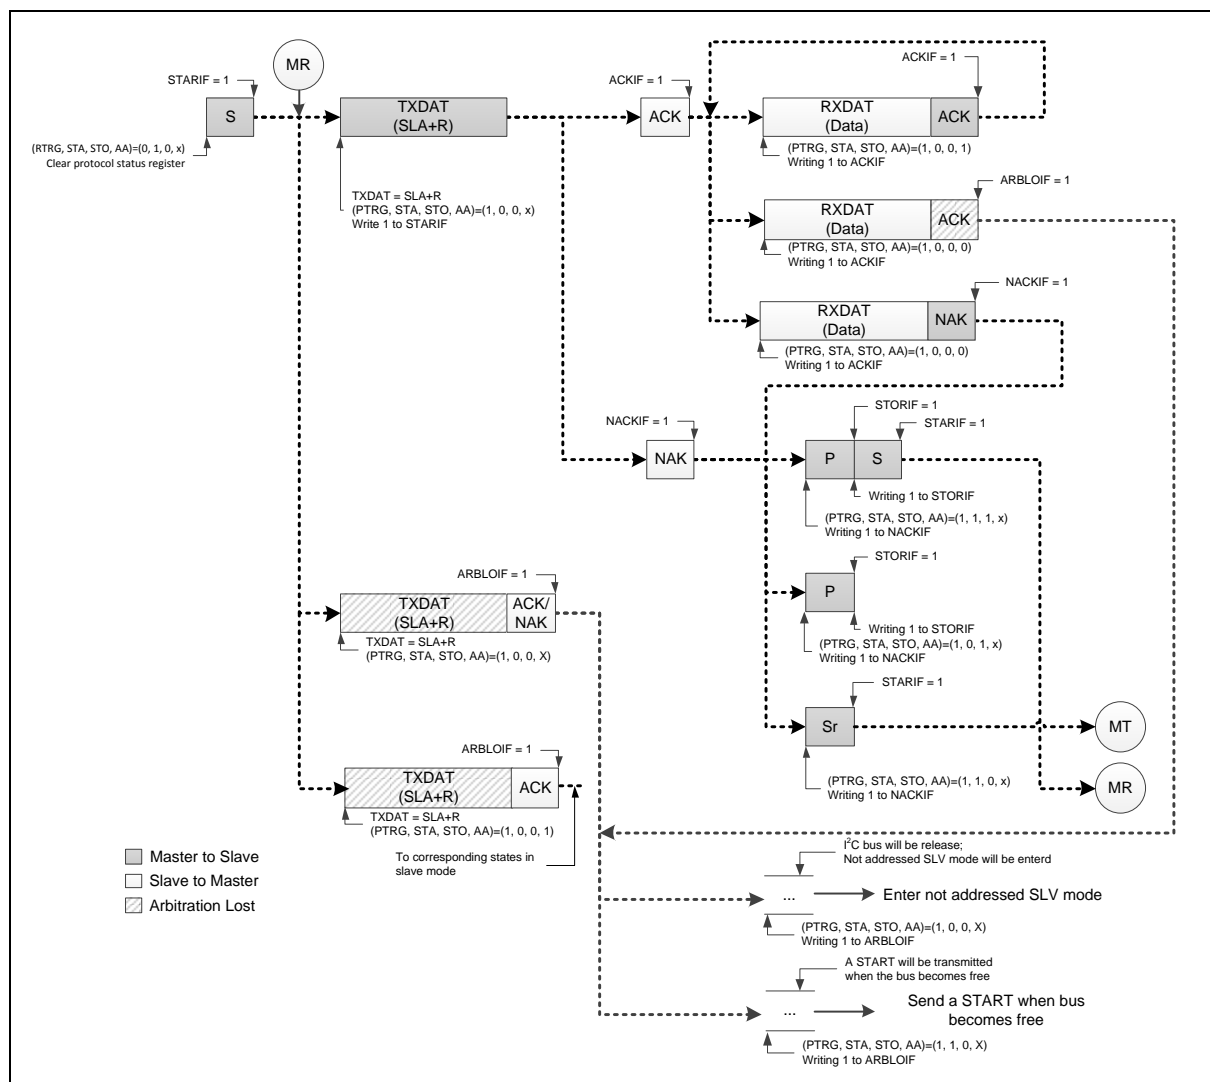 MR
STARIF = 1
S
(RTRG, STA, STO, AA)=(0, 1, 0, x)
Clear protocol status register
TXDAT
(SLA+R)
TXDAT = SLA+R
(PTRG, STA, STO, AA)=(1, 0, 0, x)
Write 1 to STARIF
ACKIF = 1
ACK
ACKIF = 1
RXDAT
(Data)
ACK
(PTRG, STA, STO, AA)=(1, 0, 0, 1)
Writing 1 to ACKIF
ARBLOIF = 1
RXDAT
(Data)
ACK
(PTRG, STA, STO, AA)=(1, 0, 0, 0)
Writing 1 to ACKIF
NACKIF = 1
RXDAT
(Data)
NAK
(PTRG, STA, STO, AA)=(1, 0, 0, 0)
Writing 1 to ACKIF
NACKIF = 1
NAK
STORIF = 1
STARIF = 1
P
S
Writing 1 to STORIF
(PTRG, STA, STO, AA)=(1, 1, 1, x)
Writing 1 to NACKIF
STORIF = 1
P
Writing 1 to STORIF
(PTRG, STA, STO, AA)=(1, 0, 1, x)
Writing 1 to NACKIF
STARIF = 1
Sr
(PTRG, STA, STO, AA)=(1, 1, 0, x)
Writing 1 to NACKIF
MT
MR
ARBLOIF = 1
TXDAT
(SLA+R)
ACK/
NAK
TXDAT = SLA+R
(PTRG, STA, STO, AA)=(1, 0, 0, X)
ARBLOIF = 1
TXDAT
(SLA+R)
ACK
TXDAT = SLA+R
(PTRG, STA, STO, AA)=(1, 0, 0, 1)
To corresponding states in
slave mode
Master to Slave
Slave to Master
Arbitration Lost
I²C bus will be release;
Not addressed SLV mode will be enterd
...
Enter not addressed SLV mode
(PTRG, STA, STO, AA)=(1, 0, 0, X)
Writing 1 to ARBLOIF
A START will be transmitted
when the bus becomes free
...
Send a START when bus
becomes free
(PTRG, STA, STO, AA)=(1, 1, 0, X)
Writing 1 to ARBLOIF